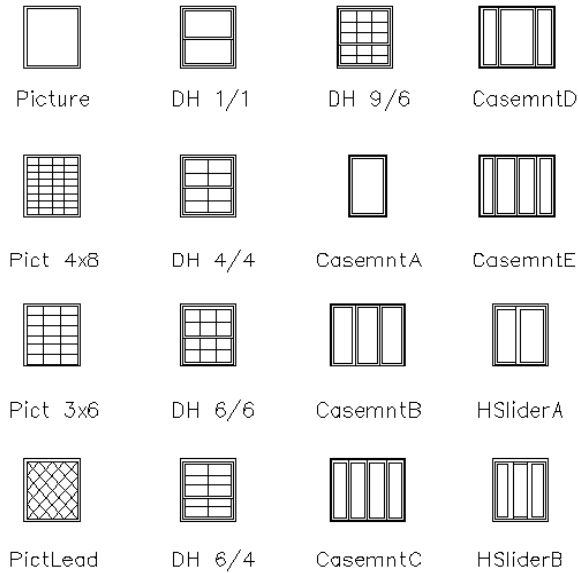 Picture DH 1/1 DH 9/6 CasemntD
Pict 4x8 DH 4/4 CasemntA CasemntE
Pict 3x6 DH 6/6 CasemntB HSliderA
PictLead DH 6/4 CasemntC HSliderB